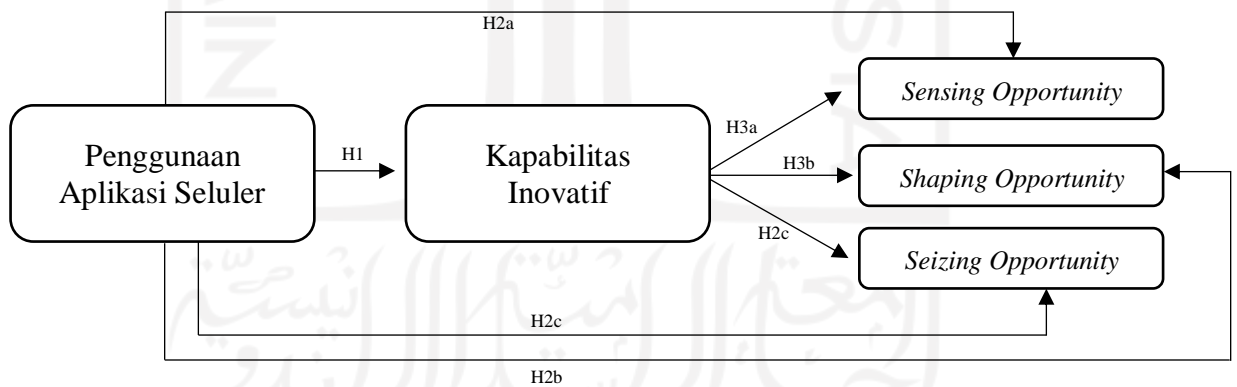 H2a
Sensing Opportunity
Penggunaan
Aplikasi Seluler
H1
Kapabilitas
Inovatif
H3a
H3b
Shaping Opportunity
H2c
Seizing Opportunity
H2c
H2b